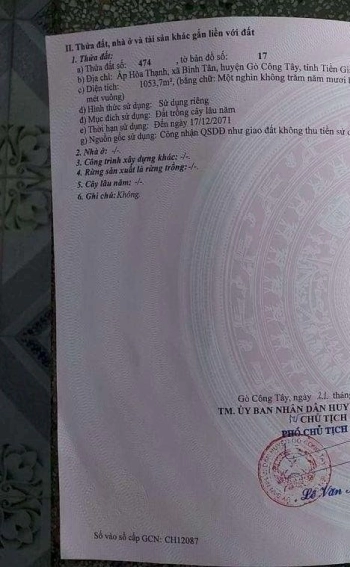 II. Thửa đất, nhà ở và tài sản khác gắn liền với đất
1. Thửa đất:
a) Thửa đất số: 474 , tờ bản đồ số: 17
b) Địa chỉ: Ấp Hòa Thạnh, xã Bình Tân, huyện Gò Công Tây, tỉnh Tiền Gi
c) Diện tích: 1053,7m², (bằng chữ: Một nghìn không trăm năm mươi
mét vuông)
d) Hình thức sử dụng: Sử dụng riêng
đ) Mục đích sử dụng: Đất trồng cây lâu năm
e) Thời hạn sử dụng: Đến ngày 17/12/2071
g) Nguồn gốc sử dụng: Công nhận QSDĐ như giao đất không thu tiền sử
2. Nhà ở: -/-
3. Công trình xây dựng khác: -/-
4. Rừng sản xuất là rừng trồng: -/-
5. Cây lâu năm: -/-
6. Ghi chú: Không.
Gò Công Tây, ngày thán
TM. ỦY BAN NHÂN DÂN HUY
CHỦ TỊCH
PHÓ CHỦ TỊCH
Lê Văn
Số vào sổ cấp GCN: CH12087